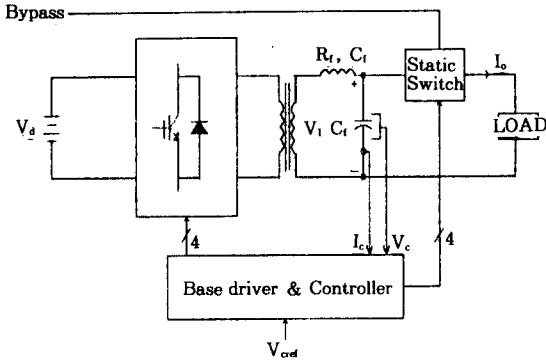 Bypass
R_f, C_f
Static
Switch
I_o
V_d
V_1 C_f
LOAD
4
I_c
V_c
4
Base driver & Controller
V_cref